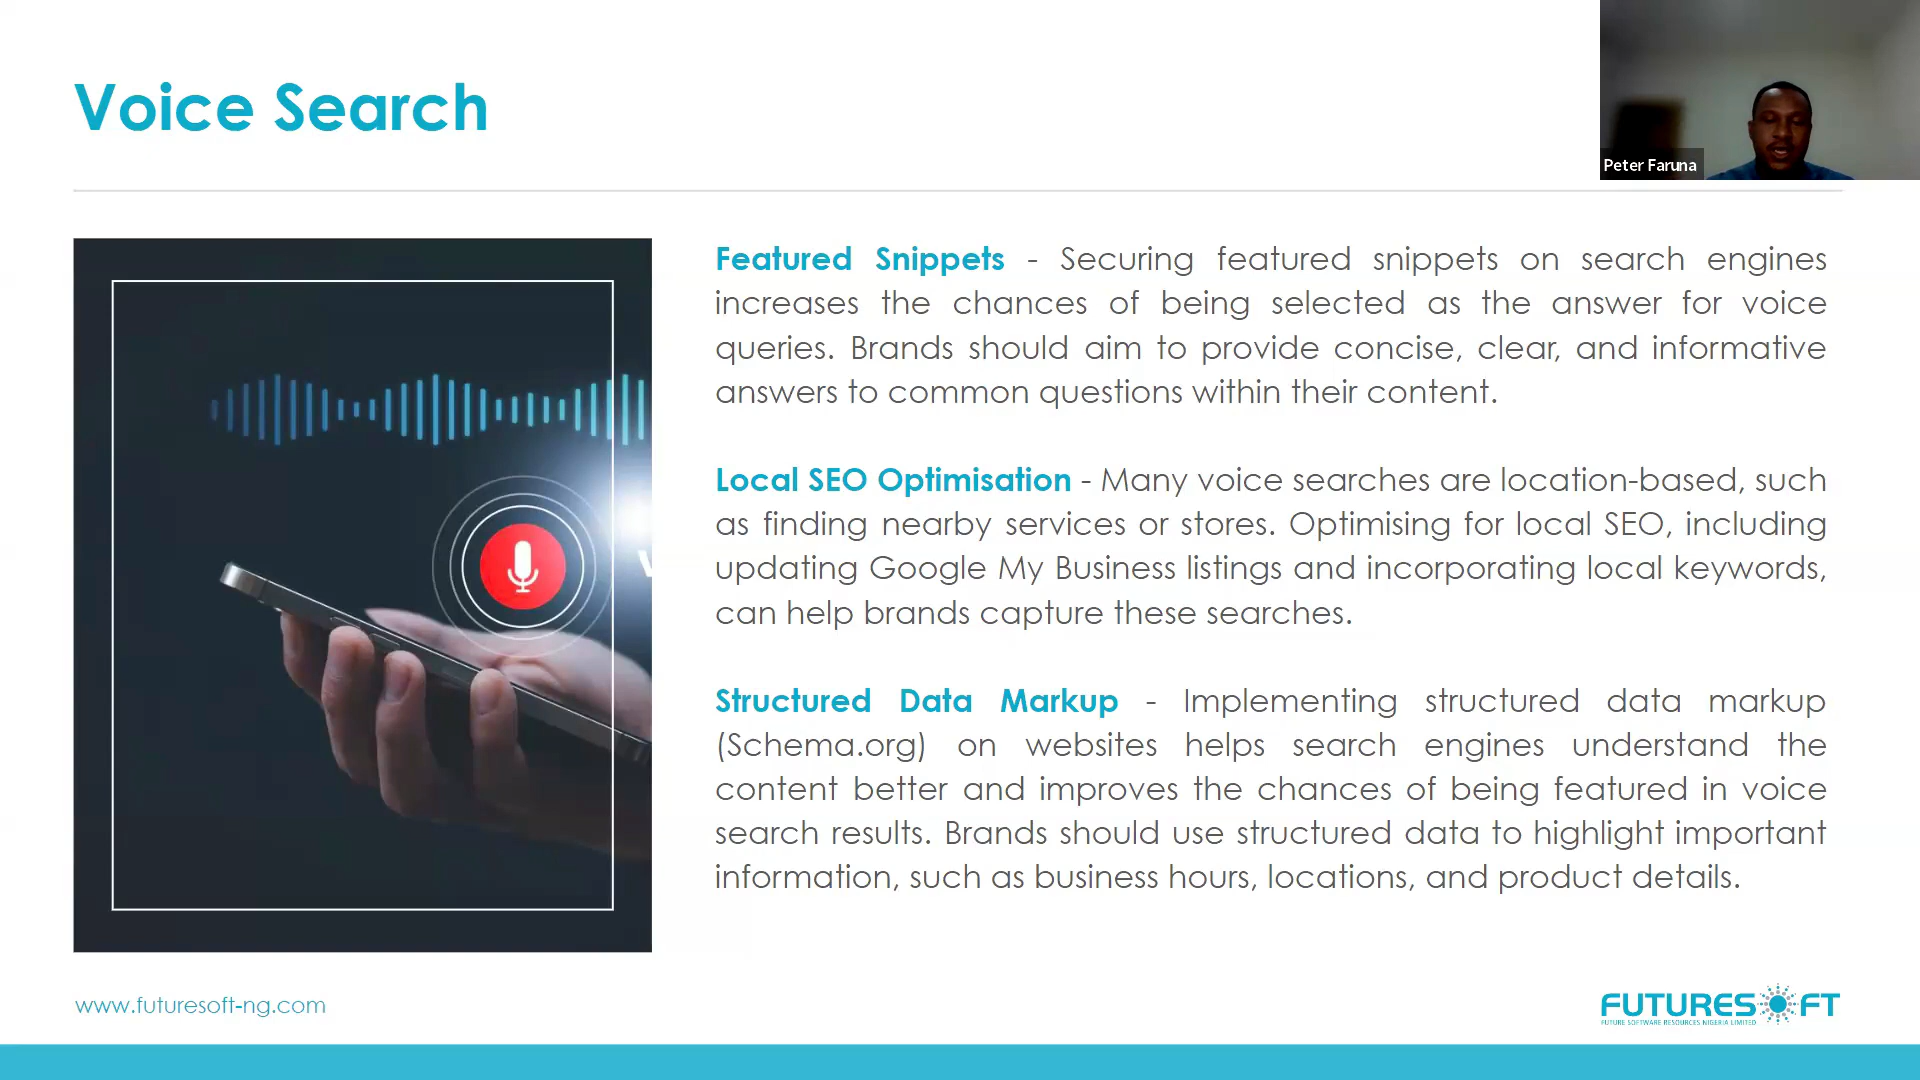 Voice Search
Peter Faruna
Featured Snippets - Securing featured snippets on search engines
increases the chances of being selected as the answer for voice
queries. Brands should aim to provide concise, clear, and informative
answers to common questions within their content.
Local SEO Optimisation - Many voice searches are location-based, such
as finding nearby services or stores. Optimising for local SEO, including
updating Google My Business listings and incorporating local keywords,
can help brands capture these searches.
Structured Data Markup - Implementing structured data markup
(Schema.org) on websites helps search engines understand the
content better and improves the chances of being featured in voice
search results. Brands should use structured data to highlight important
information, such as business hours, locations, and product details.
www.futuresoft-ng.com
FUTURESOFT
FUTURE SOFTWARE RESOURCES NIGERIA LIMITED